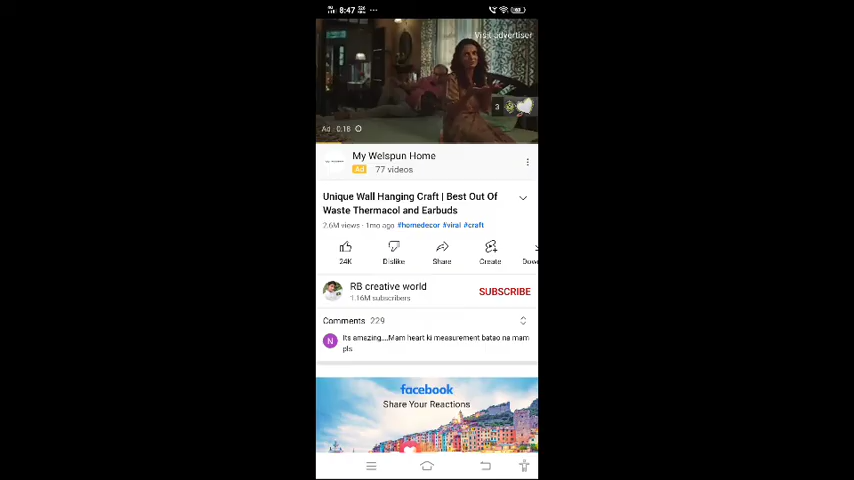 8:47
Visit advertiser
3
Ad · 0:18
My Welspun Home
Ad 77 videos
Unique Wall Hanging Craft | Best Out Of
Waste Thermacol and Earbuds
2.6M views · 1mo ago #homedecor #viral #craft
24K Dislike Share Create Dow
RB creative world
1.16M subscribers
SUBSCRIBE
Comments 229
N
Its amazing....Mam heart ki measurement batao na mam
pls
facebook
Share Your Reactions